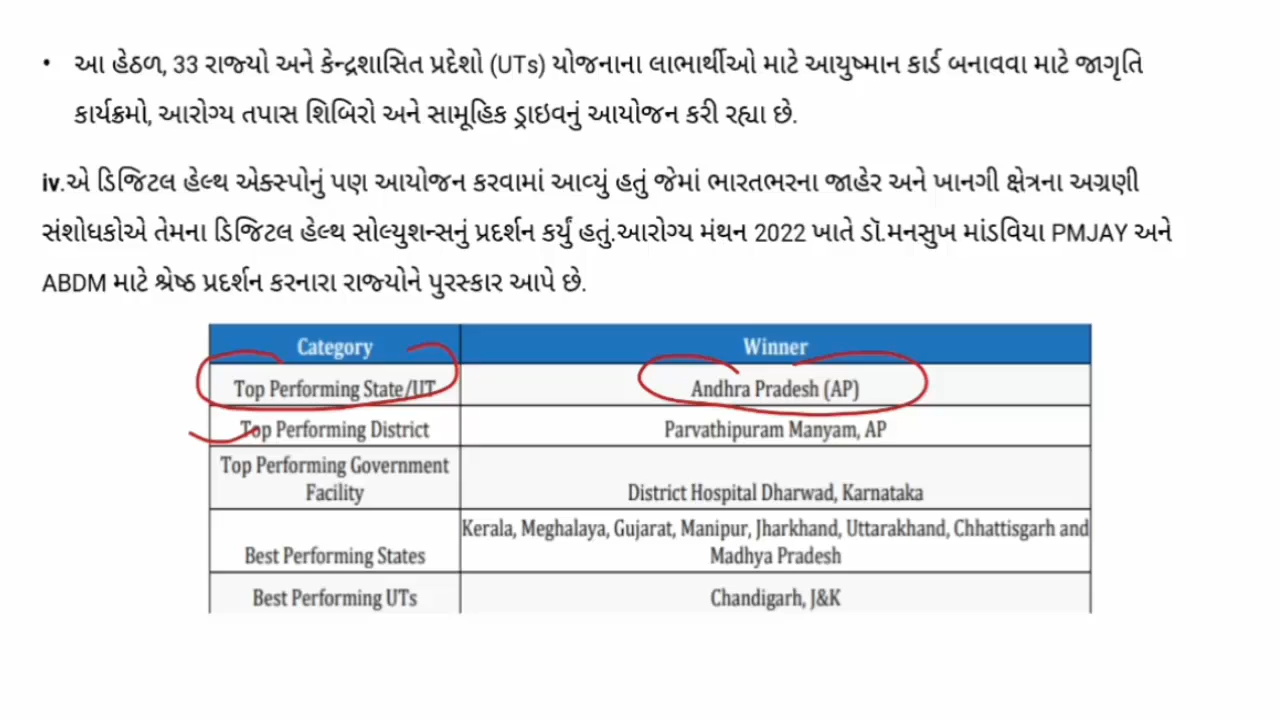 • આ હેઠળ, 33 રાજ્યો અને કેન્દ્રશાસિત પ્રદેશો (UTs) યોજનાના લાભાર્થીઓ માટે આયુષ્માન કાર્ડ બનાવવા માટે જાગૃતિ
કાર્યક્રમો, આરોગ્ય તપાસ શિબિરો અને સામૂહિક ડ્રાઇવનું આયોજન કરી રહ્યા છે.
iv.એ ડિજિટલ હેલ્થ એક્સ્પોનું પણ આયોજન કરવામાં આવ્યું હતું જેમાં ભારતભરના જાહેર અને ખાનગી ક્ષેત્રના અગ્રણી
સંશોધકોએ તેમના ડિજિટલ હેલ્થ સોલ્યુશન્સનું પ્રદર્શન કર્યું હતું.આરોગ્ય મંથન 2022 ખાતે ડૉ.મનસુખ માંડવિયા PMJAY અને
ABDM માટે શ્રેષ્ઠ પ્રદર્શન કરનારા રાજ્યોને પુરસ્કાર આપે છે.
Category Winner
Top Performing State/UT Andhra Pradesh (AP)
Top Performing District Parvathipuram Manyam, AP
Top Performing Government
Facility District Hospital Dharwad, Karnataka
Kerala, Meghalaya, Gujarat, Manipur, Jharkhand, Uttarakhand, Chhattisgarh and
Best Performing States Madhya Pradesh
Best Performing UTs Chandigarh, J&K